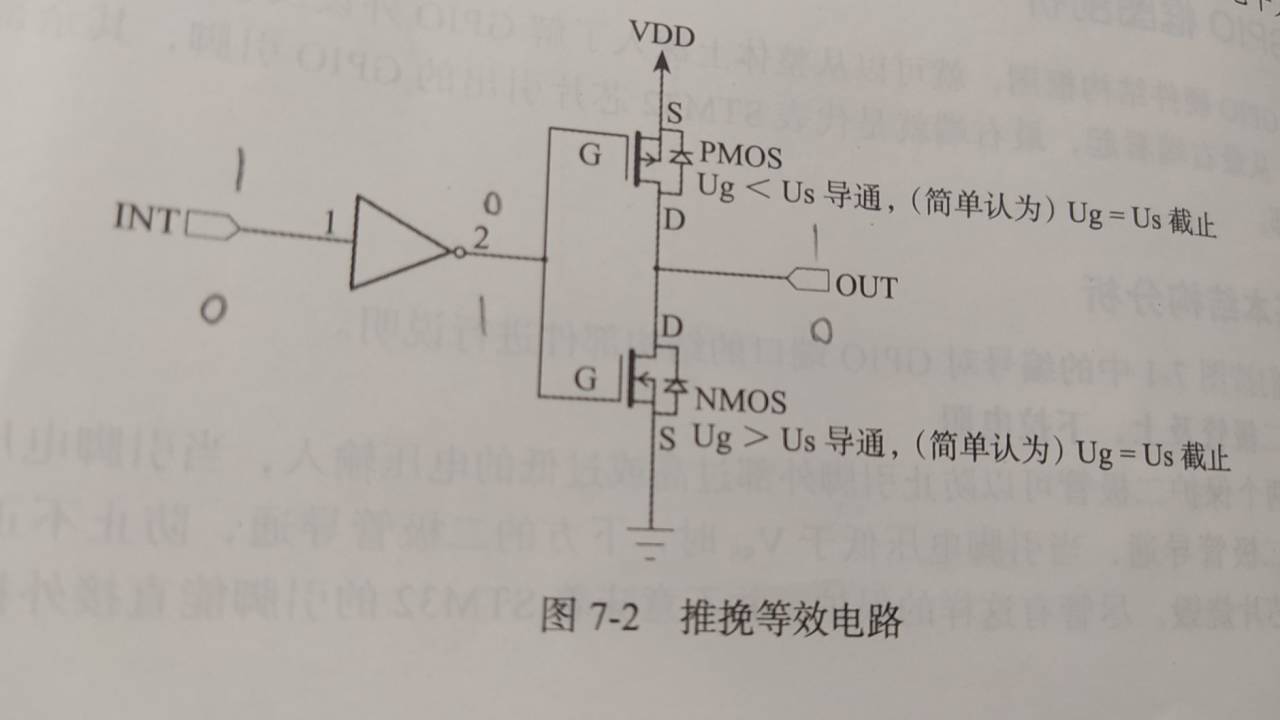 VDD
S
G
PMOS
Ug < Us 导通，（简单认为）Ug = Us 截止
D
1
0
1
INT
1
2
OUT
0
1
0
D
G
NMOS
S
Ug > Us 导通，（简单认为）Ug = Us 截止
图 7-2 推挽等效电路